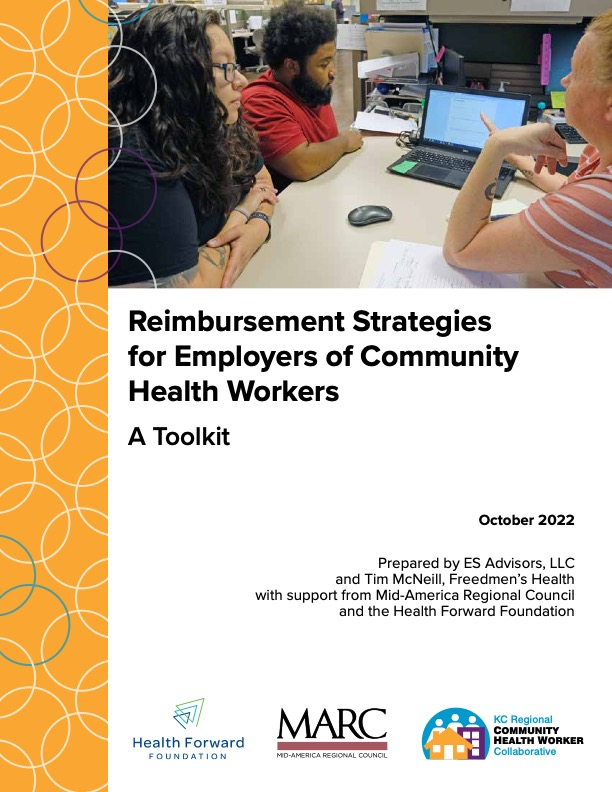 Reimbursement Strategies
for Employers of Community
Health Workers
A Toolkit
October 2022
Prepared by ES Advisors, LLC
and Tim McNeill, Freedmen's Health
with support from Mid-America Regional Council
and the Health Forward Foundation
Health Forward
FOUNDATION
MARC
MID-AMERICA REGIONAL COUNCIL
KC Regional
COMMUNITY
HEALTH WORKER
Collaborative